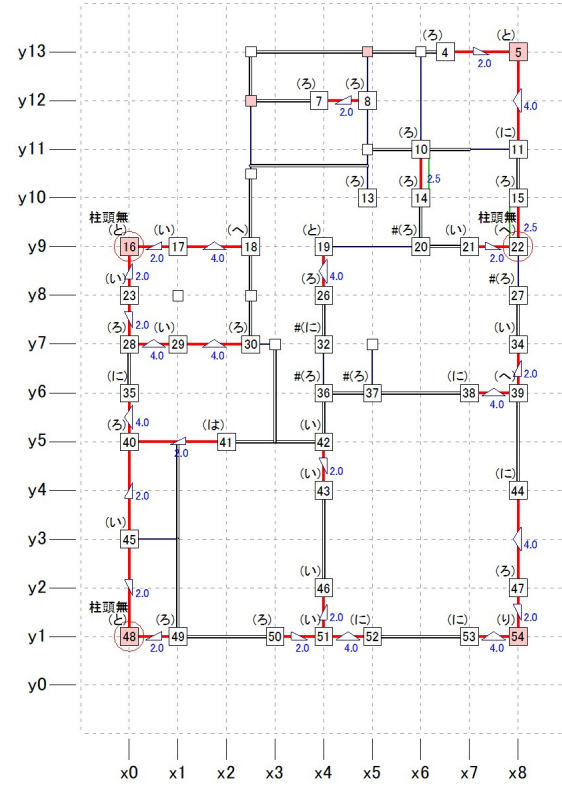 y13 (ろ) 4 2.0 (と) 5
4.0
y12 (ろ) 7 2.0 (ろ) 8
y11 (ろ) 10 (に) 11
2.5
y10 (ろ) 13 (ろ) 14 (ろ) 15
柱頭無 柱頭無 2.5
y9 (と) 16 2.0 (い) 17 4.0 (へ) 18 (と) 19 #(ろ) 20 (い) 21 2.0 (へ) 22
2.0 4.0
y8 (い) 23 (ろ) 26 #(ろ) 27
2.0
y7 (ろ) 28 4.0 (い) 29 4.0 (ろ) 30 #(に) 32 (い) 34
2.0
y6 (に) 35 #(ろ) 36 #(ろ) 37 (に) 38 4.0 (へ) 39
4.0
y5 (ろ) 40 2.0 (は) 41 (い) 42
2.0
y4 2.0 (い) 43 (に) 44
y3 (い) 45 4.0
y2 2.0 (い) 46 (ろ) 47
柱頭無 2.0 2.0
y1 (と) 48 2.0 (ろ) 49 (ろ) 50 2.0 (い) 51 4.0 (に) 52 (に) 53 4.0 (り) 54
y0
x0 x1 x2 x3 x4 x5 x6 x7 x8